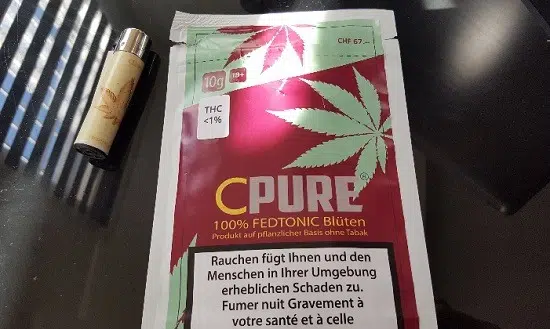 CHF 67.–
10g 18+
THC
<1%
CPURE®
100% FEDTONIC Blüten
Produkt auf pflanzlicher Basis ohne Tabak
Rauchen fügt Ihnen und den
Menschen in Ihrer Umgebung
erheblichen Schaden zu.
Fumer nuit Gravement à
votre santé et à celle